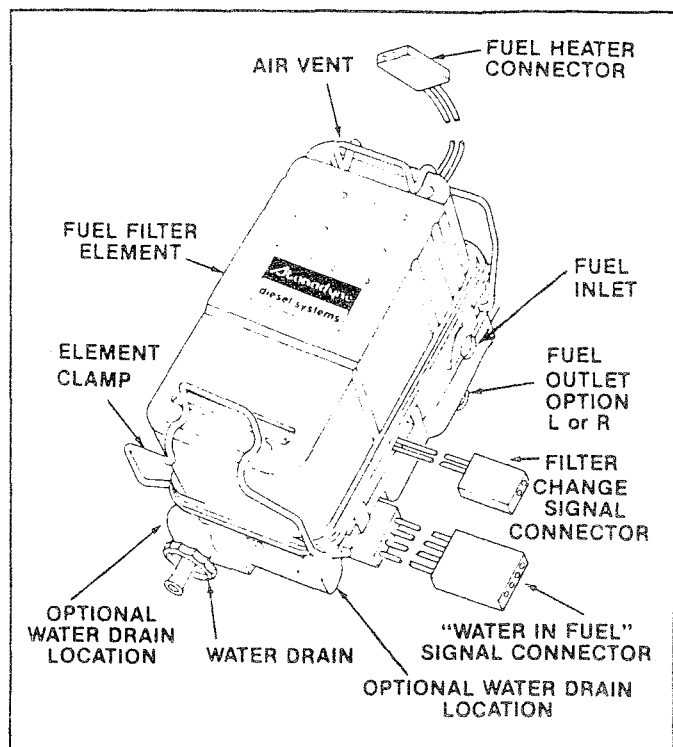 FUEL HEATER
CONNECTOR
AIR VENT
FUEL FILTER
ELEMENT
diesel systems
FUEL
INLET
ELEMENT
CLAMP
FUEL
OUTLET
OPTION
L or R
FILTER
CHANGE
SIGNAL
CONNECTOR
OPTIONAL
WATER DRAIN
LOCATION
WATER DRAIN
"WATER IN FUEL"
SIGNAL CONNECTOR
OPTIONAL WATER DRAIN
LOCATION